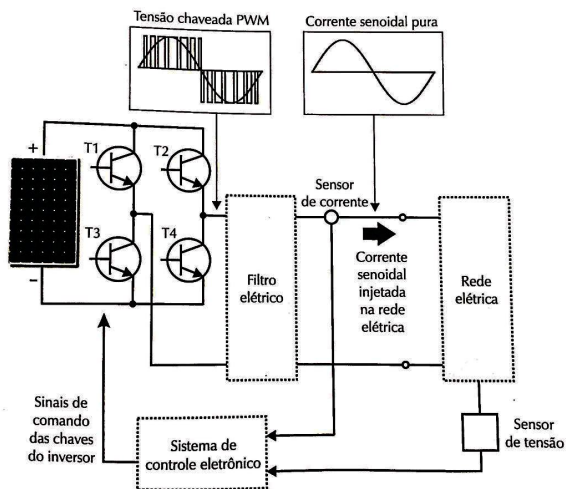 Tensão chaveada PWM
Corrente senoidal pura
+
T1
T2
Sensor
de corrente
T3
T4
−
Filtro
elétrico
Corrente
senoidal
injetada
na rede
elétrica
Rede
elétrica
Sinais de
comando
das chaves
do inversor
Sistema de
controle eletrônico
Sensor
de tensão